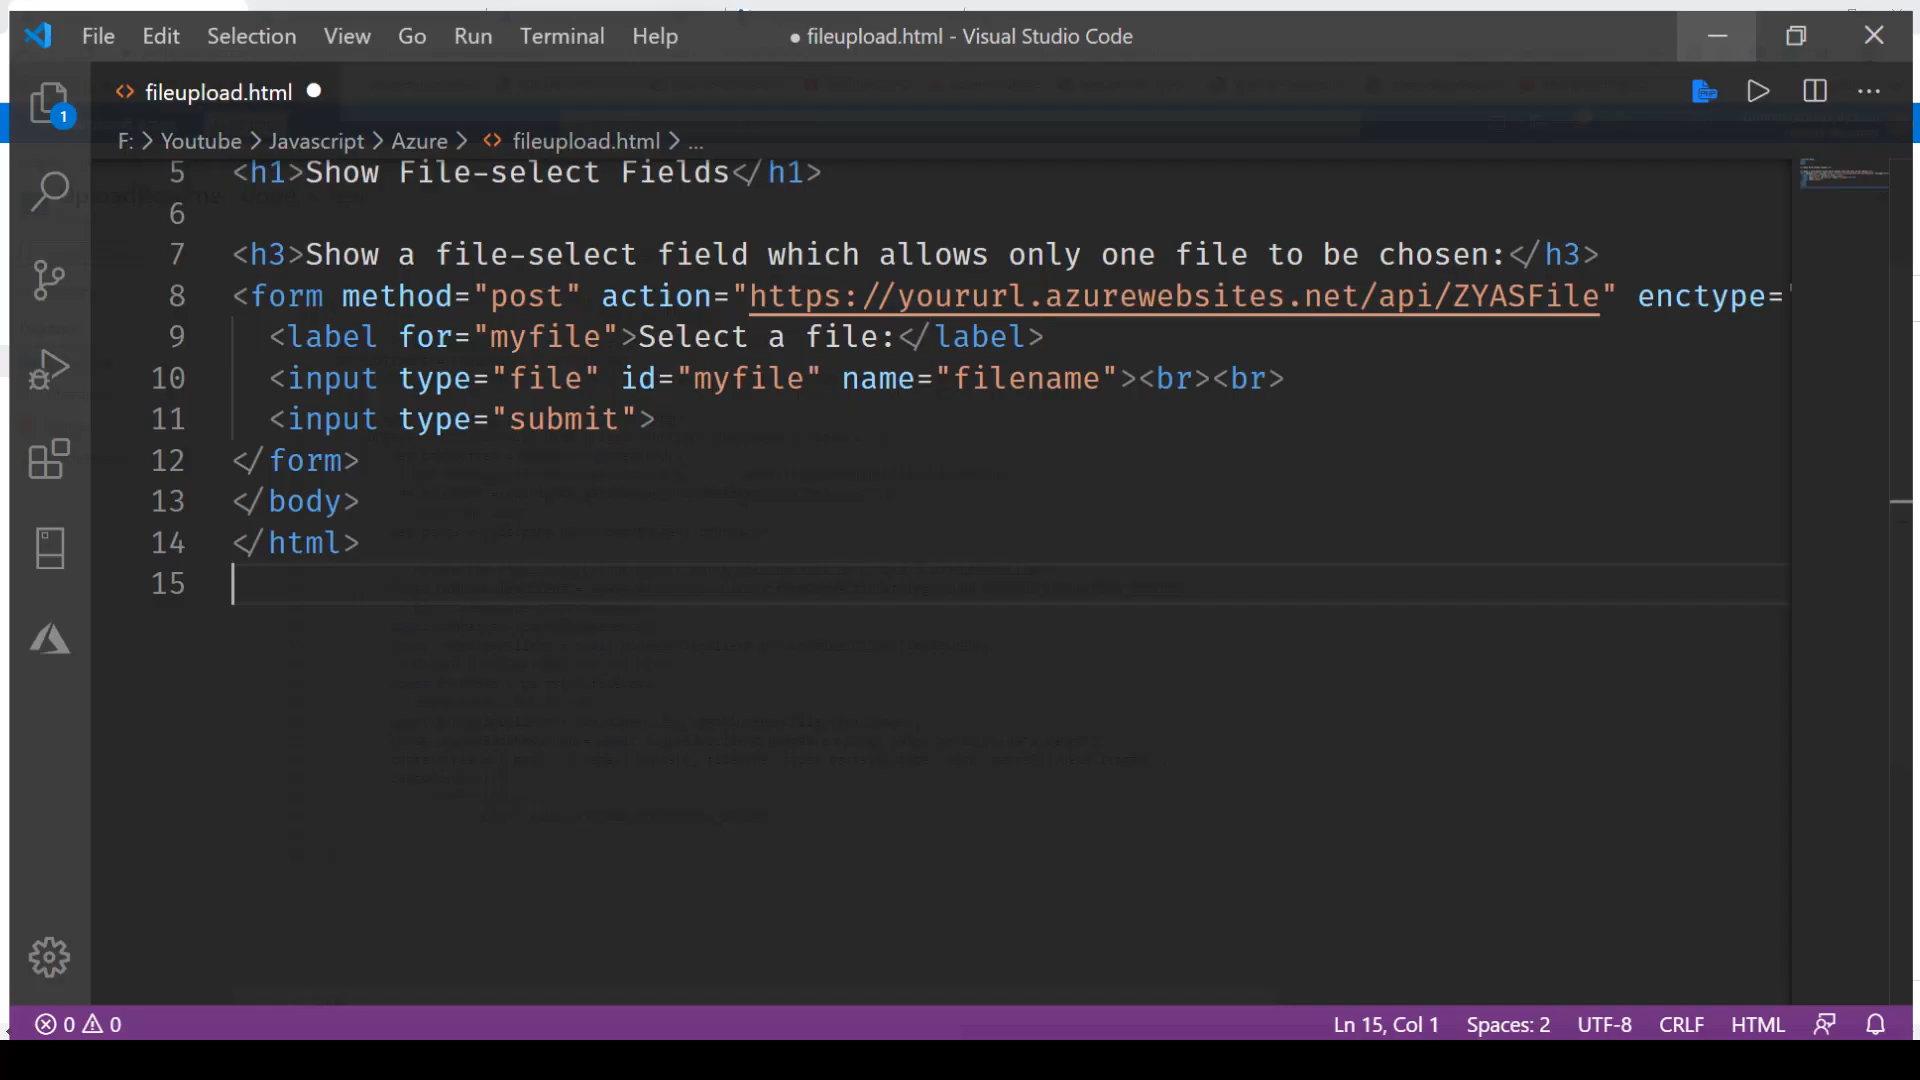 File Edit Selection View Go Run Terminal Help ● fileupload.html - Visual Studio Code
<> fileupload.html ●
1
F: > Youtube > Javascript > Azure > <> fileupload.html > ...
5 <h1>Show File-select Fields</h1>
6
7 <h3>Show a file-select field which allows only one file to be chosen:</h3>
8 <form method="post" action="https://yoururl.azurewebsites.net/api/ZYASFile" enctype=
9 <label for="myfile">Select a file:</label>
10 <input type="file" id="myfile" name="filename"><br><br>
11 <input type="submit">
12 </form>
13 </body>
14 </html>
15
0 0 Ln 15, Col 1 Spaces: 2 UTF-8 CRLF HTML